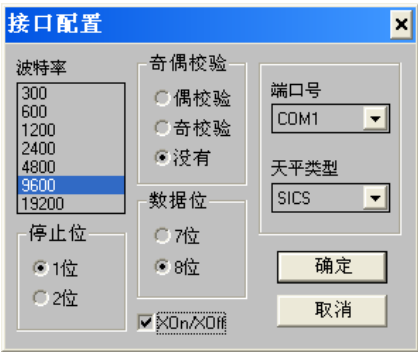 接口配置
波特率
300
600
1200
2400
4800
9600
19200
奇偶校验
偶校验
奇校验
没有
端口号
COM1
天平类型
SICS
停止位
1位
2位
数据位
7位
8位
XOn/XOff
确定
取消